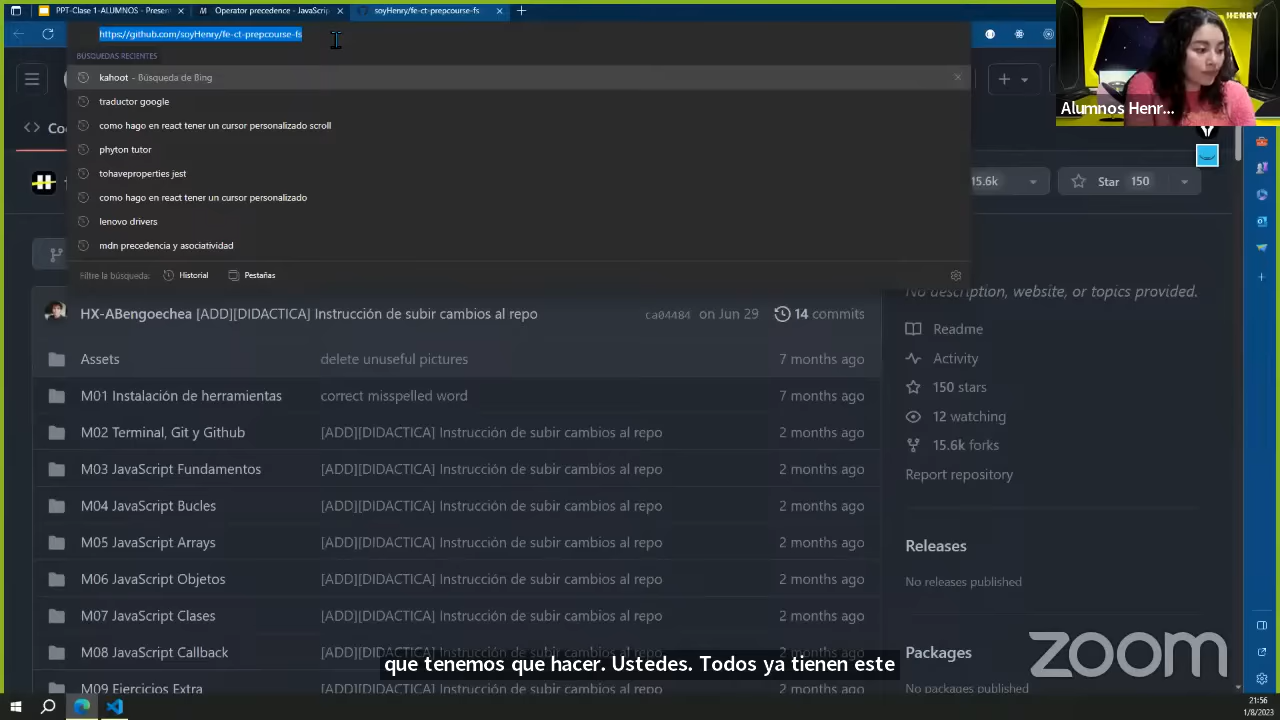 PPT-Clase 1-ALUMNOS - Presenta
Operator precedence - JavaScrip
soyHenry/fe-ct-prepcourse-fs
https://github.com/soyHenry/fe-ct-prepcourse-fs
BÚSQUEDAS RECIENTES
kahoot - Búsqueda de Bing
traductor google
como hago en react tener un cursor personalizado scroll
phyton tutor
tohaveproperties jest
como hago en react tener un cursor personalizado
lenovo drivers
mdn precedencia y asociatividad
Filtre la búsqueda:
Historial
Pestañas
HENRY
Alumnos Henr...
Co
15.6k
Star 150
HX-ABengoechea [ADD][DIDACTICA] Instrucción de subir cambios al repo ca04484 on Jun 29 14 commits
Assets delete unuseful pictures 7 months ago
M01 Instalación de herramientas correct misspelled word 7 months ago
M02 Terminal, Git y Github [ADD][DIDACTICA] Instrucción de subir cambios al repo 2 months ago
M03 JavaScript Fundamentos [ADD][DIDACTICA] Instrucción de subir cambios al repo 2 months ago
M04 JavaScript Bucles [ADD][DIDACTICA] Instrucción de subir cambios al repo 2 months ago
M05 JavaScript Arrays [ADD][DIDACTICA] Instrucción de subir cambios al repo 2 months ago
M06 JavaScript Objetos [ADD][DIDACTICA] Instrucción de subir cambios al repo 2 months ago
M07 JavaScript Clases [ADD][DIDACTICA] Instrucción de subir cambios al repo 2 months ago
M08 JavaScript Callback [ADD][DIDACTICA] Instrucción de subir cambios al repo 2 months ago
M09 Ejercicios Extra 2 months ago
No description, website, or topics provided.
Readme
Activity
150 stars
12 watching
15.6k forks
Report repository
Releases
No releases published
Packages
No packages published
que tenemos que hacer. Ustedes. Todos ya tienen este
zoom
21:56
1/8/2023